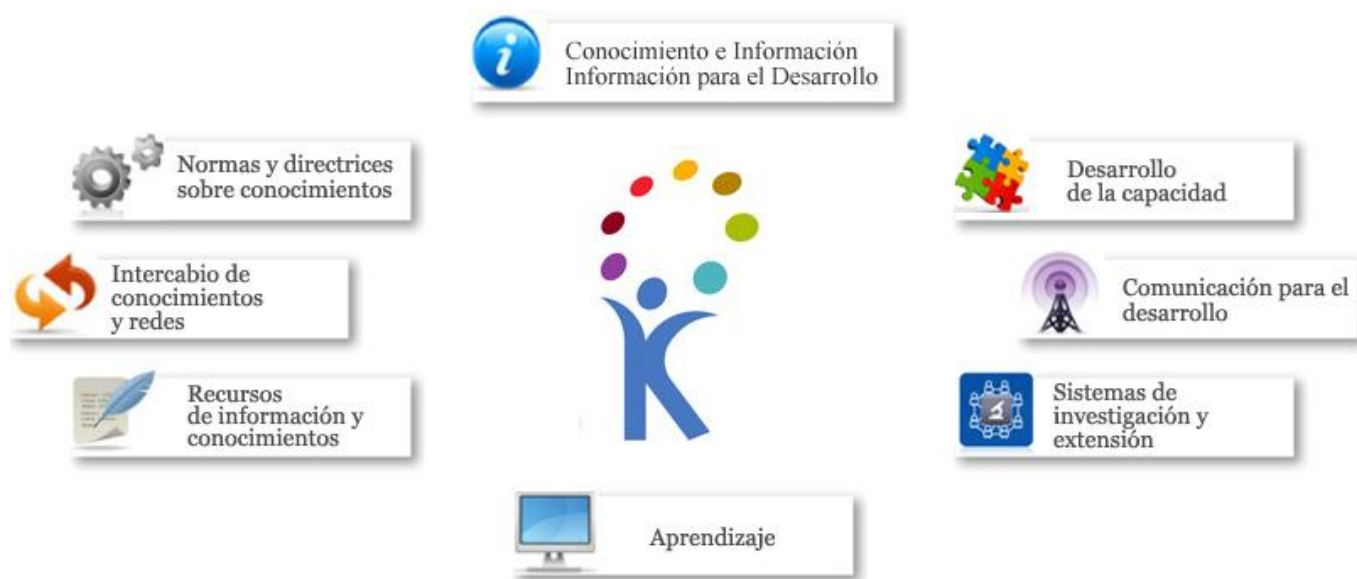 Conocimiento e Información
Información para el Desarrollo
Normas y directrices
sobre conocimientos
Desarrollo
de la capacidad
Intercabio de
conocimientos
y redes
Comunicación para el
desarrollo
Recursos
de información y
conocimientos
Sistemas de
investigación y
extensión
Aprendizaje